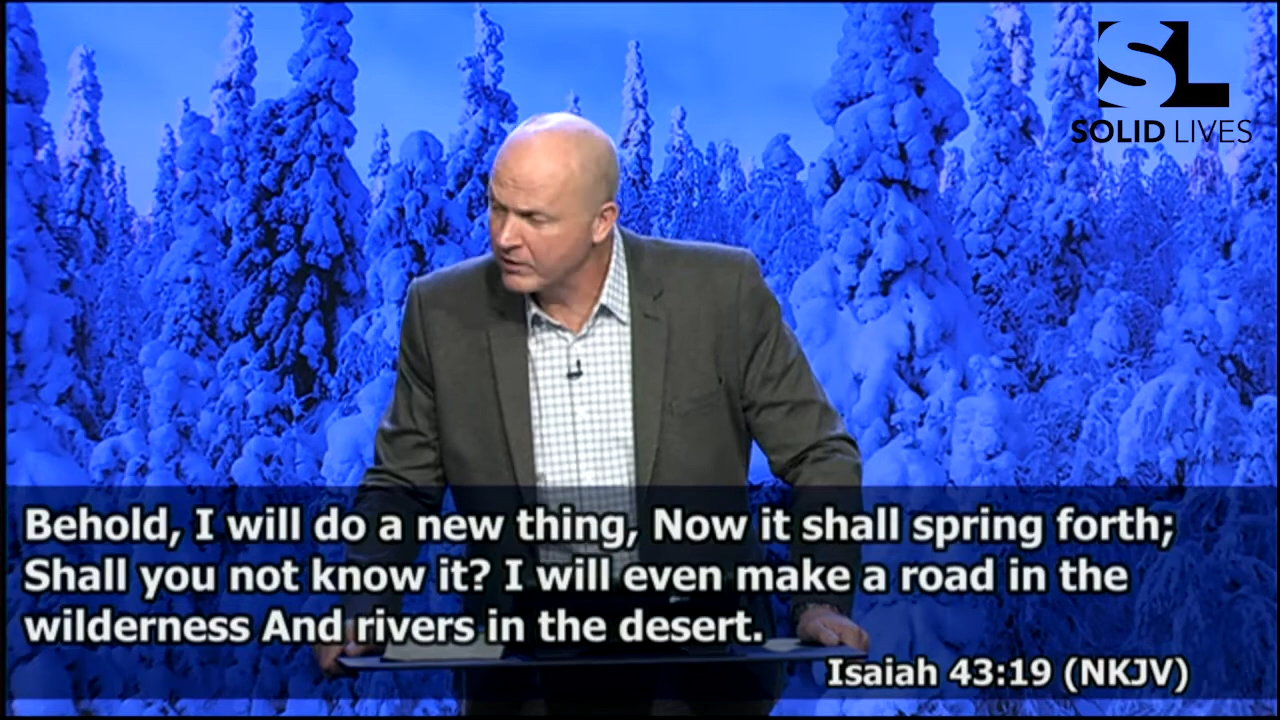 SL
SOLID LIVES
Behold, I will do a new thing, Now it shall spring forth;
Shall you not know it? I will even make a road in the
wilderness And rivers in the desert.
Isaiah 43:19 (NKJV)